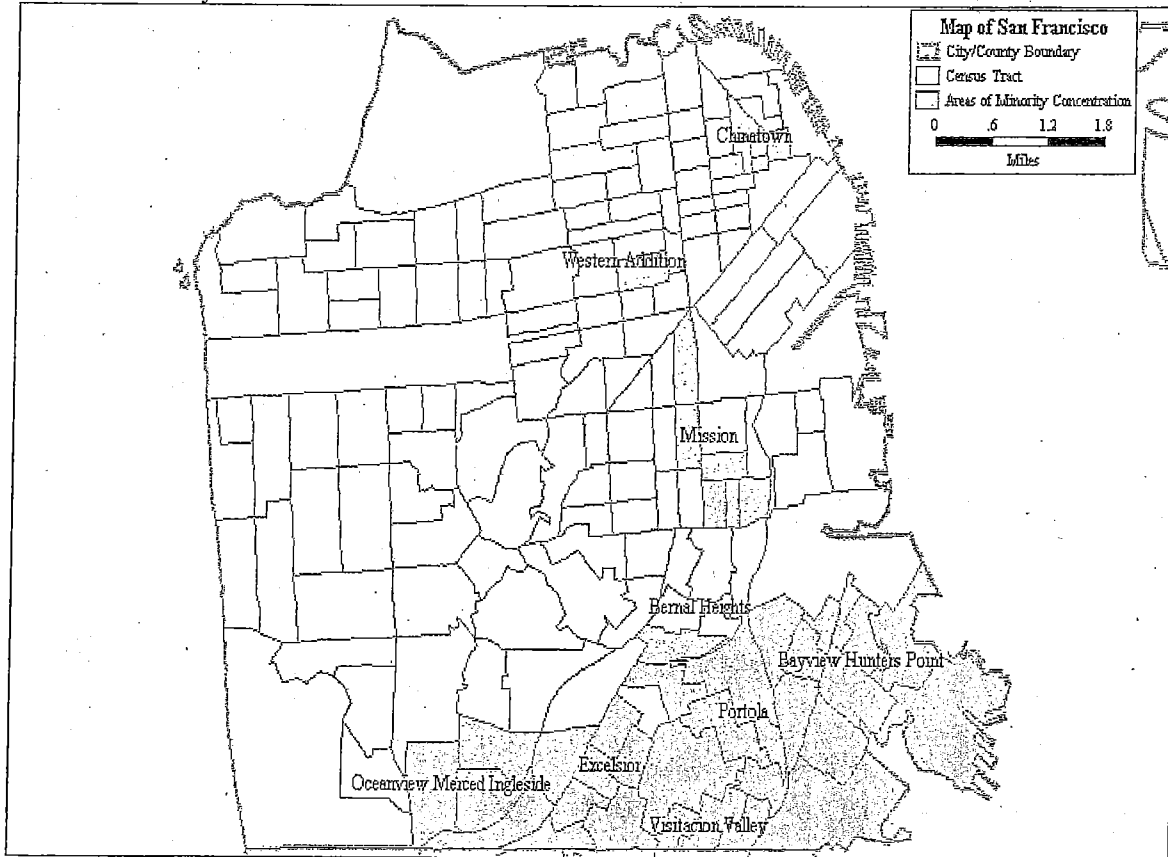 Map of San Francisco
City/County Boundary
Census Tract
Areas of Minority Concentration
0 .6 1.2 1.8
Miles
Chinatown
Western Addition
Mission
Bernal Heights
Bayview Hunters Point
Portola
Excelsior
Oceanview Merced Ingleside
Visitacion Valley